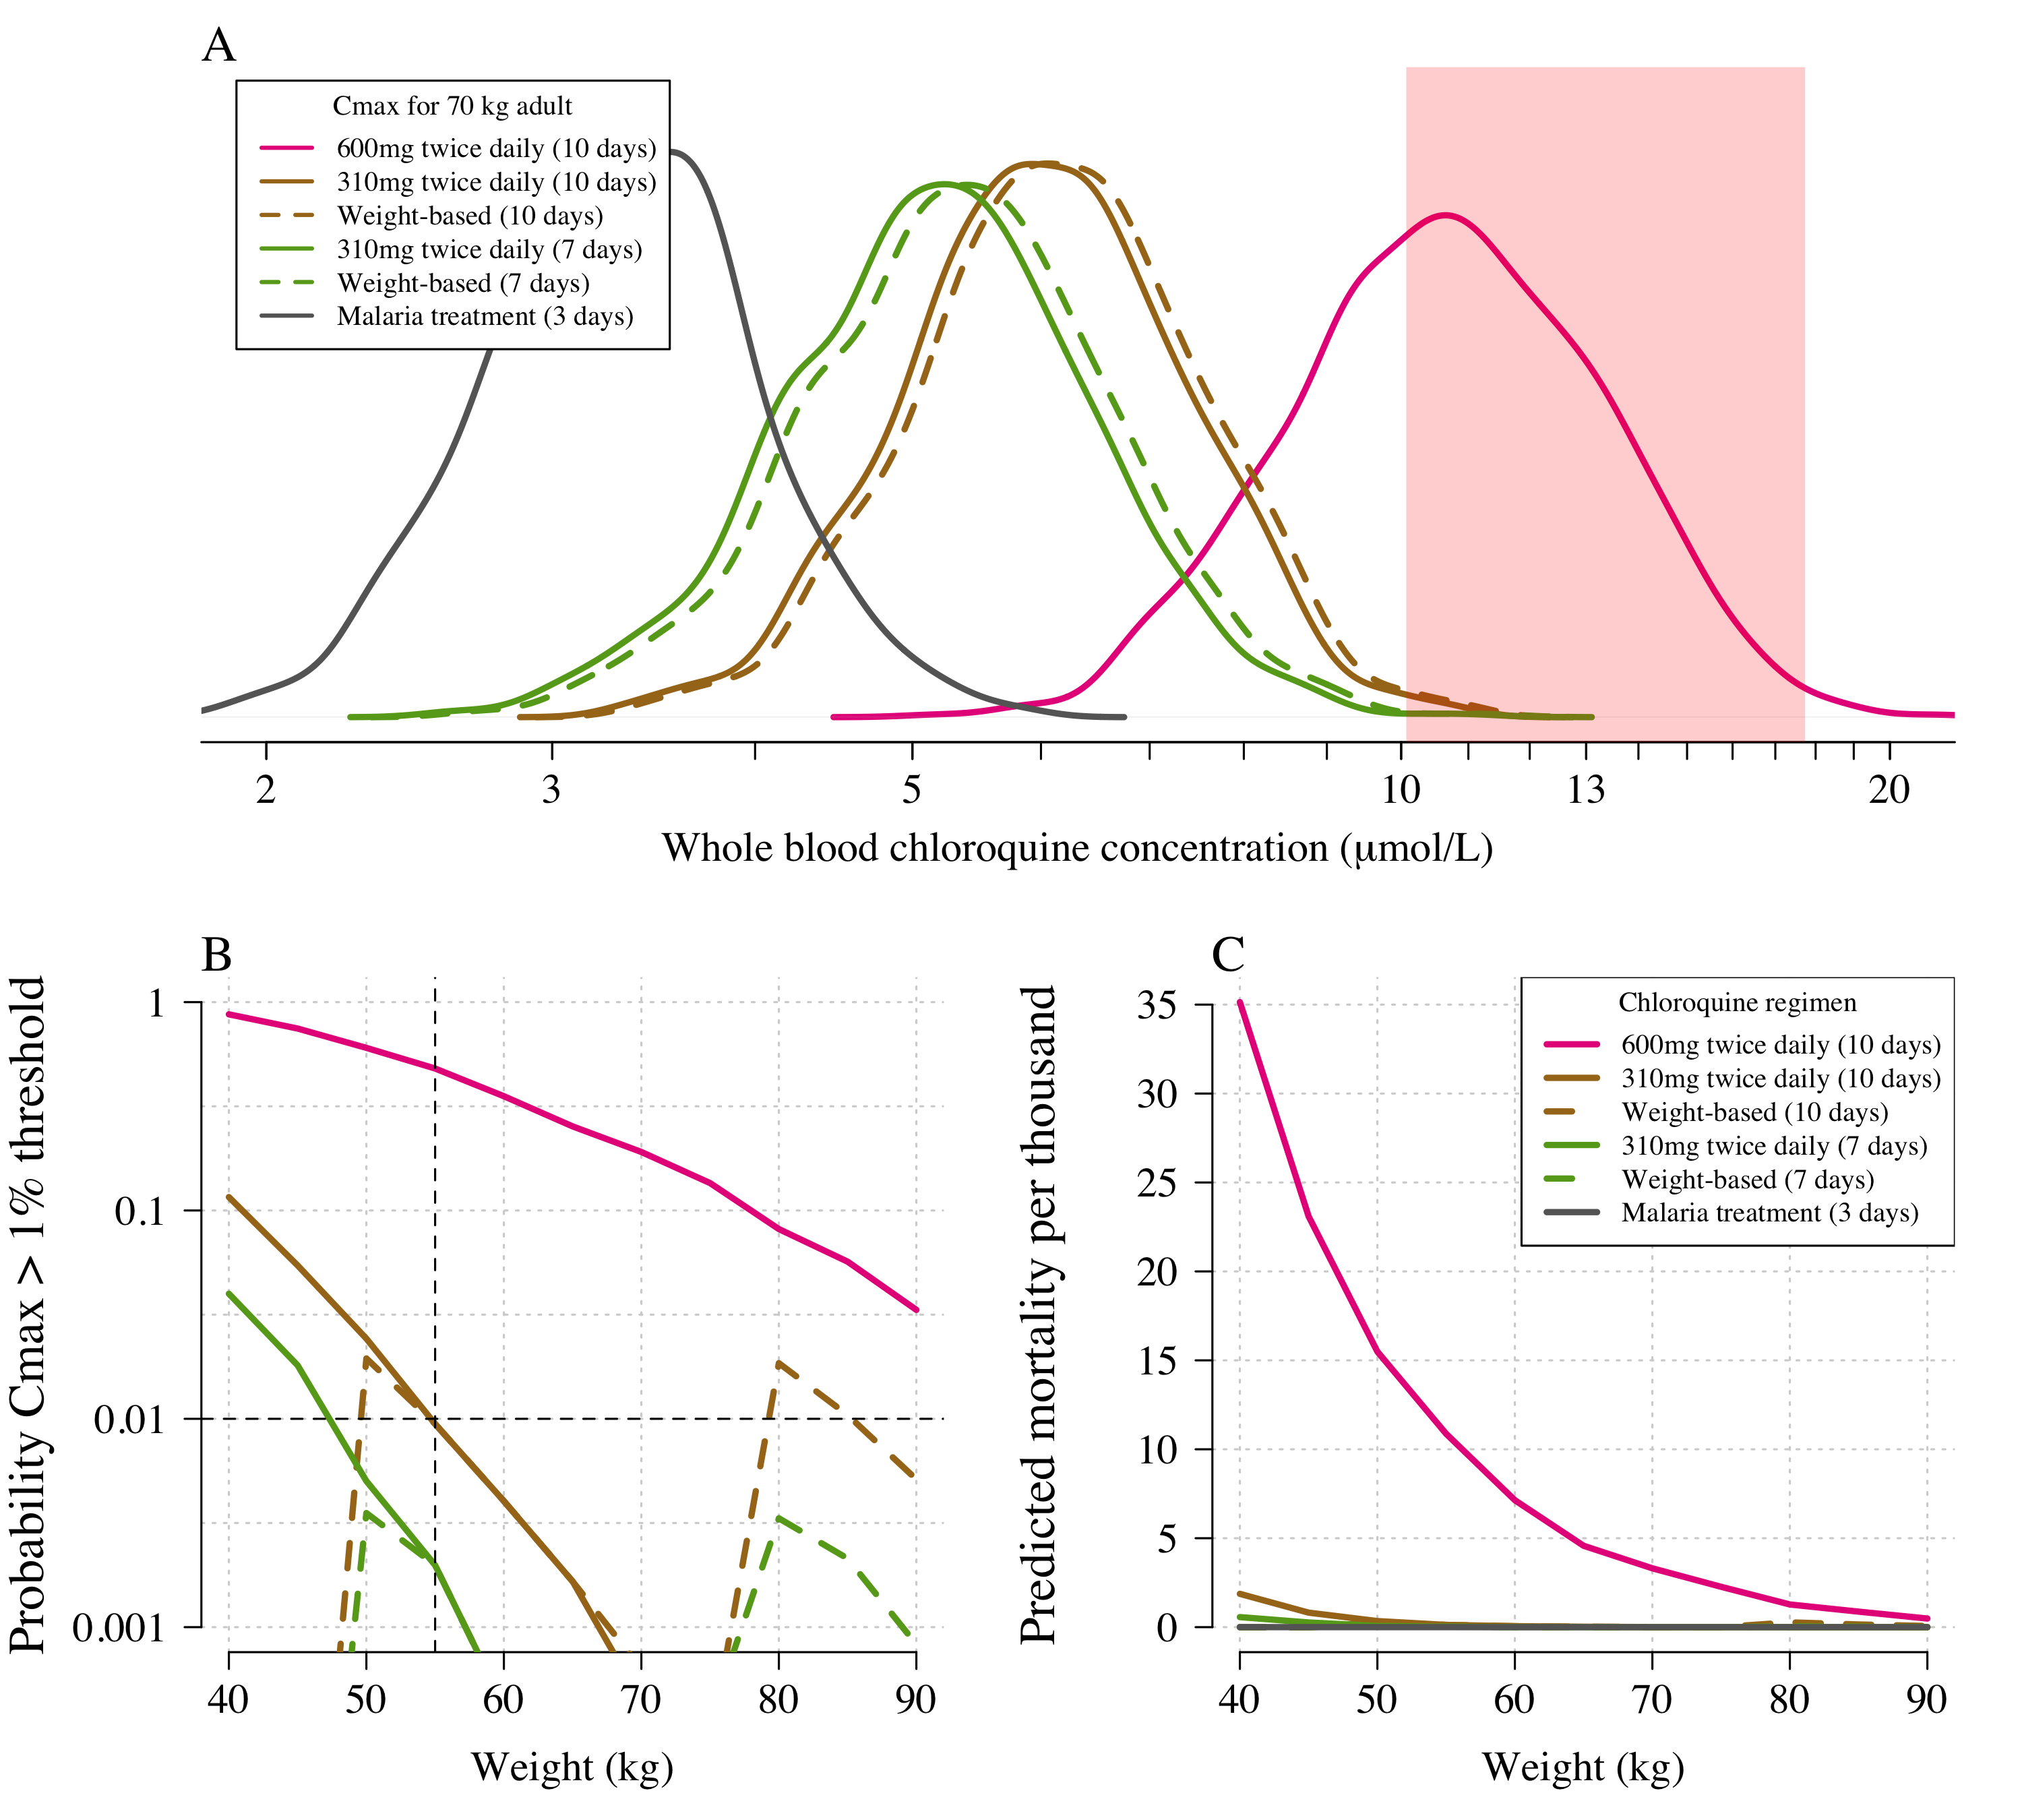 A
Cmax for 70 kg adult
600mg twice daily (10 days)
310mg twice daily (10 days)
Weight-based (10 days)
310mg twice daily (7 days)
Weight-based (7 days)
Malaria treatment (3 days)
2 3 5 10 13 20
Whole blood chloroquine concentration (μmol/L)
B
Probability Cmax > 1% threshold
1
0.1
0.01
0.001
40 50 60 70 80 90
Weight (kg)
C
Predicted mortality per thousand
35
30
25
20
15
10
5
0
Chloroquine regimen
600mg twice daily (10 days)
310mg twice daily (10 days)
Weight-based (10 days)
310mg twice daily (7 days)
Weight-based (7 days)
Malaria treatment (3 days)
40 50 60 70 80 90
Weight (kg)